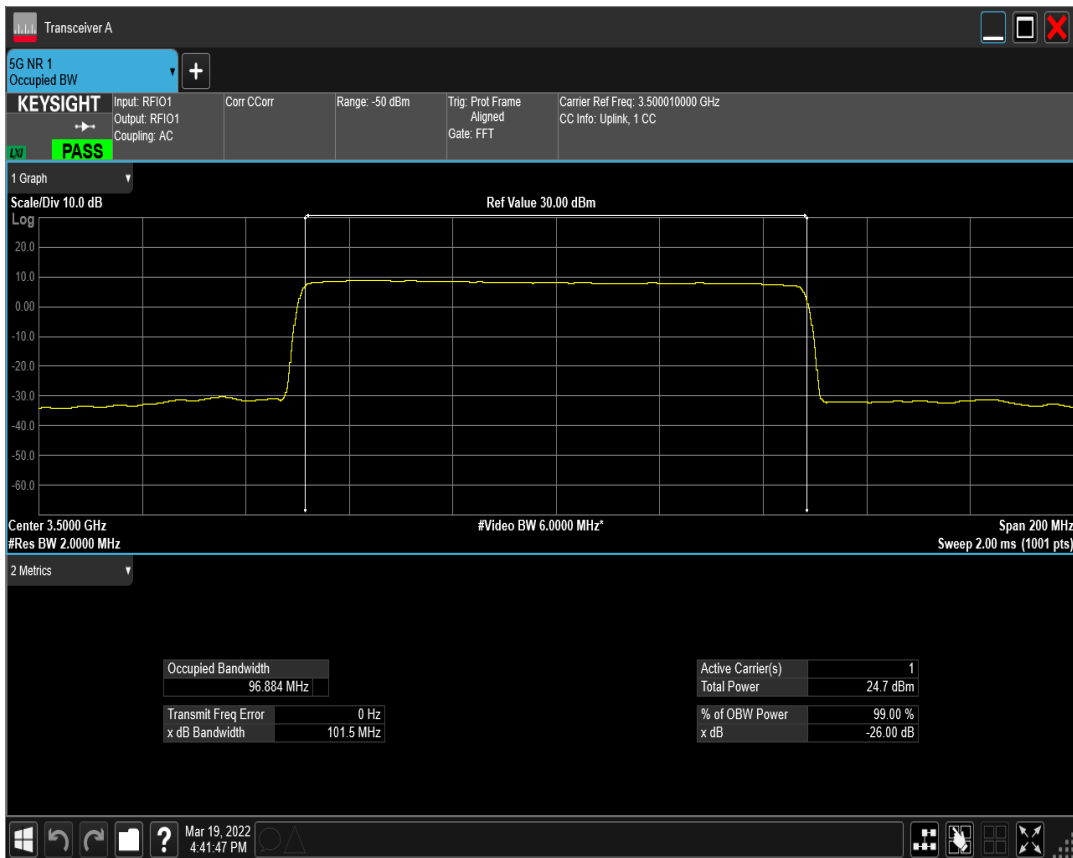 Transceiver A
5G NR 1
Occupied BW
KEYSIGHT
LXI
PASS
Input: RFIO1
Output: RFIO1
Coupling: AC
Corr CCorr
Range: -50 dBm
Trig: Prot Frame
Aligned
Gate: FFT
Carrier Ref Freq: 3.500010000 GHz
CC Info: Uplink, 1 CC
1 Graph
Scale/Div 10.0 dB
Ref Value 30.00 dBm
Log
20.0
10.0
0.00
-10.0
-20.0
-30.0
-40.0
-50.0
-60.0
Center 3.5000 GHz
#Video BW 6.0000 MHz*
Span 200 MHz
#Res BW 2.0000 MHz
Sweep 2.00 ms (1001 pts)
2 Metrics
Occupied Bandwidth
96.884 MHz
Transmit Freq Error 0 Hz
x dB Bandwidth 101.5 MHz
Active Carrier(s) 1
Total Power 24.7 dBm
% of OBW Power 99.00 %
x dB -26.00 dB
?
Mar 19, 2022
4:41:47 PM